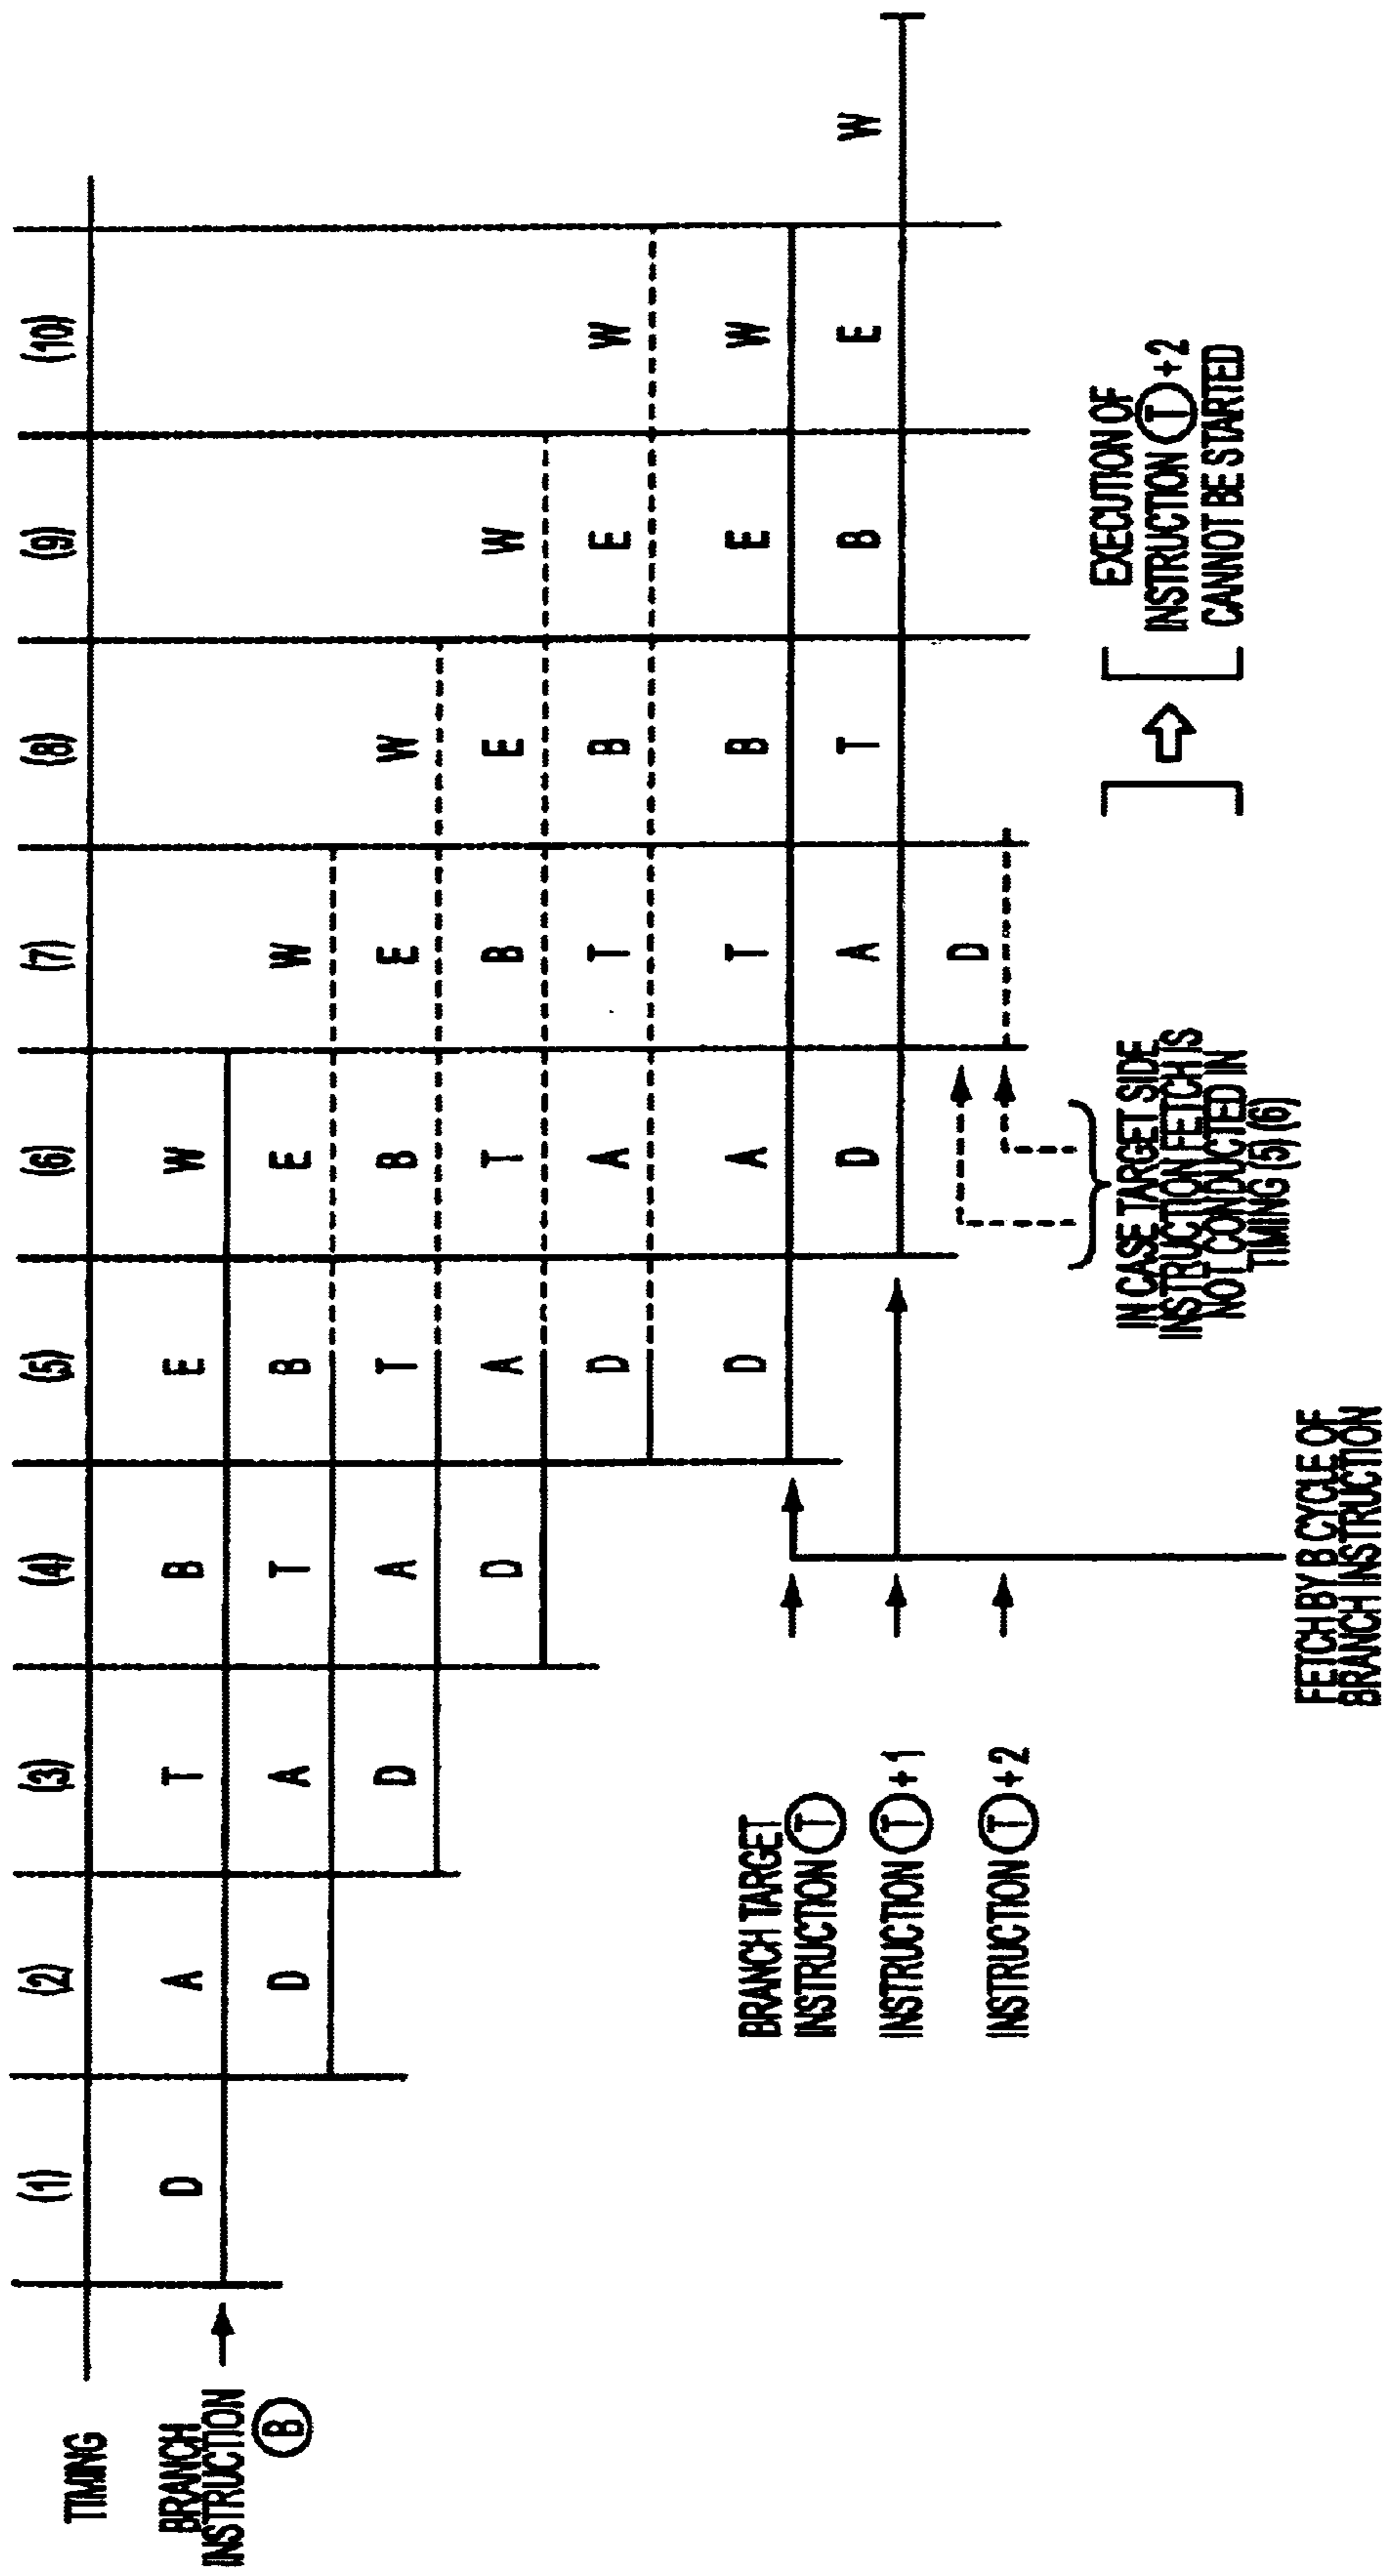 TIMING (1) (2) (3) (4) (5) (6) (7) (8) (9) (10)
BRANCH
INSTRUCTION
B
D A T B E W
D A T B E W
D A T B E W
D A T B E W
D A T B E W
BRANCH TARGET
INSTRUCTION T
D A T B E W
INSTRUCTION T + 1
D A T B E W
INSTRUCTION T + 2
D
FETCH BY B CYCLE OF
BRANCH INSTRUCTION
IN CASE TARGET SIDE
INSTRUCTION FETCH IS
NOT CONDUCTED IN
TIMING (5) (6)
EXECUTION OF
INSTRUCTION T + 2
CANNOT BE STARTED